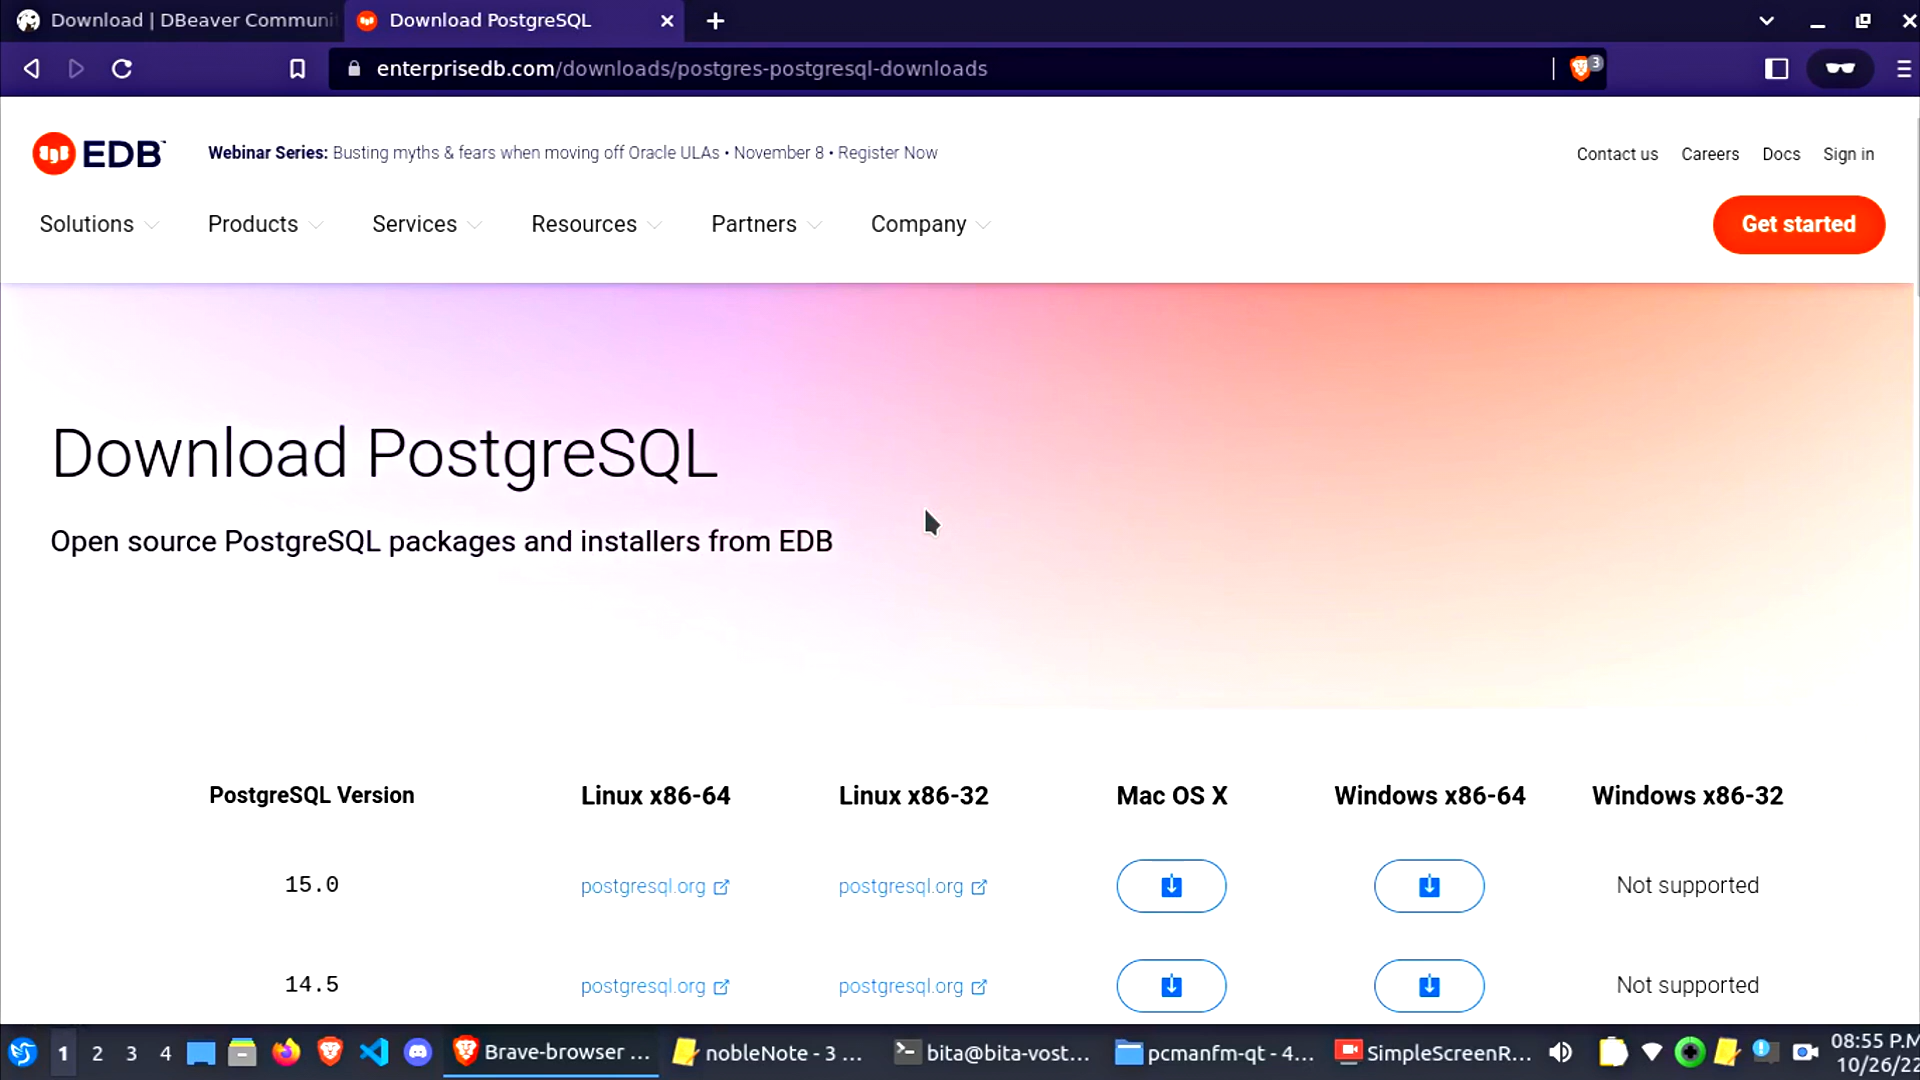 Download | DBeaver Communi
Download PostgreSQL
enterprisedb.com/downloads/postgres-postgresql-downloads
3
EDB
Webinar Series: Busting myths & fears when moving off Oracle ULAs • November 8 • Register Now
Contact us Careers Docs Sign in
Solutions Products Services Resources Partners Company
Get started
Download PostgreSQL
Open source PostgreSQL packages and installers from EDB
PostgreSQL Version Linux x86-64 Linux x86-32 Mac OS X Windows x86-64 Windows x86-32
15.0 postgresql.org postgresql.org Not supported
14.5 postgresql.org postgresql.org Not supported
1 2 3 4 Brave-browser ... nobleNote - 3 ... bita@bita-vost... pcmanfm-qt - 4... SimpleScreenR... 08:55 P.M
10/26/22